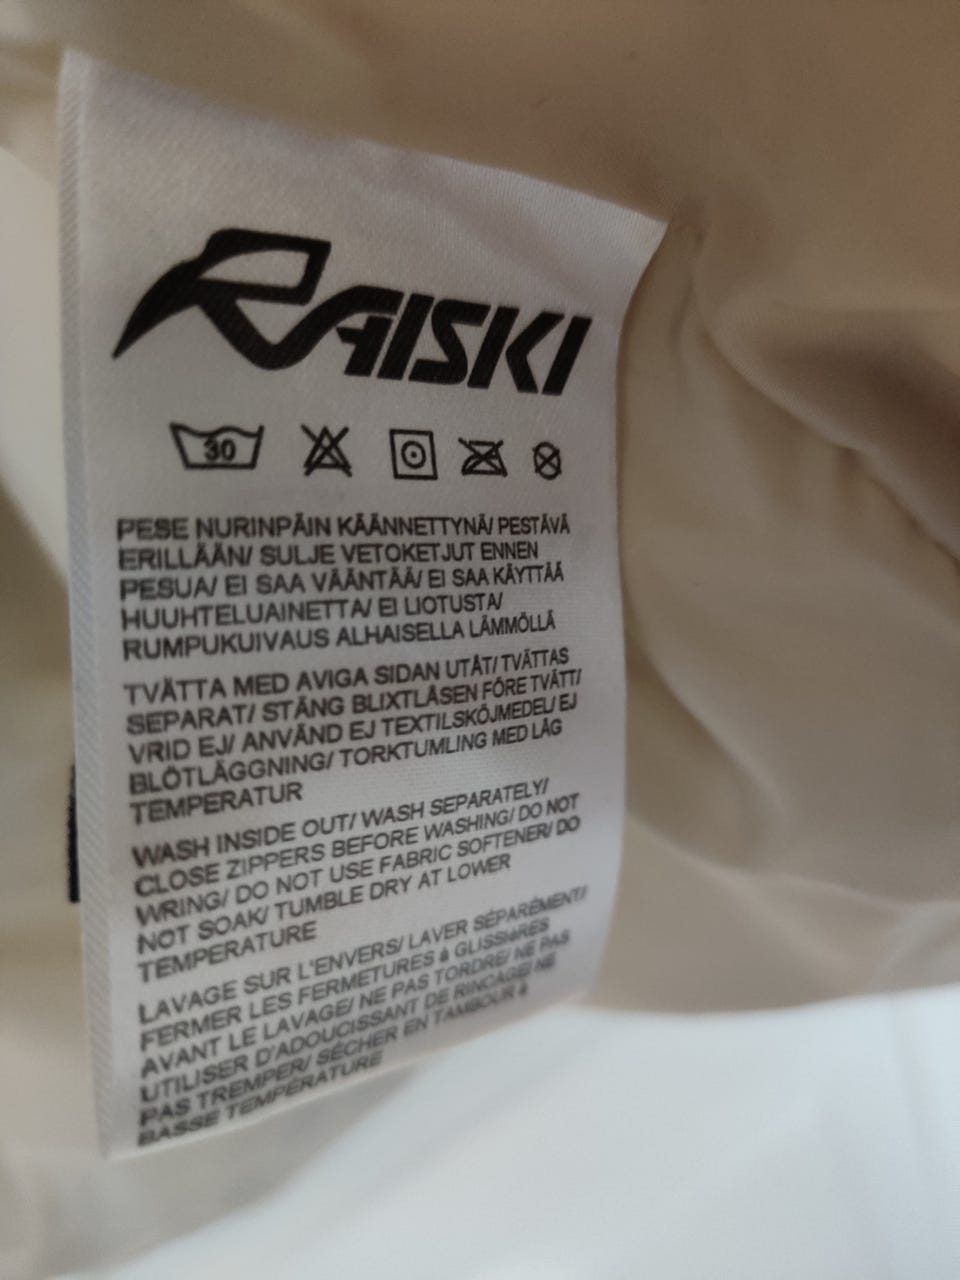 RAISKI
30
PESE NURINPÄIN KÄÄNNETTYNÄ/ PESTÄVÄ
ERILLÄÄN/ SULJE VETOKETJUT ENNEN
PESUA/ EI SAA VÄÄNTÄÄ/ EI SAA KÄYTTÄÄ
HUUHTELUAINETTA/ EI LIOTUSTA/
RUMPUKUIVAUS ALHAISELLA LÄMMÖLLÄ
TVÄTTA MED AVIGA SIDAN UTÅT/ TVÄTTAS
SEPARAT/ STÄNG BLIXTLÅSEN FÖRE TVÄTT/
VRID EJ/ ANVÄND EJ TEXTILSKÖJMEDEL/ EJ
BLÖTLÄGGNING/ TORKTUMLING MED LÅG
TEMPERATUR
WASH INSIDE OUT/ WASH SEPARATELY/
CLOSE ZIPPERS BEFORE WASHING/ DO NOT
WRING/ DO NOT USE FABRIC SOFTENER/ DO
NOT SOAK/ TUMBLE DRY AT LOWER
TEMPERATURE
LAVAGE SUR L'ENVERS/ LAVER SÉPARÉMENT/
FERMER LES FERMETURES à GLISSIèRES
AVANT LE LAVAGE/ NE PAS TORDRE/ NE PAS
UTILISER D'ADOUCISSANT DE RINCAGE/ NE
PAS TREMPER/ SÉCHER EN TAMBOUR à
BASSE TEMPÉRATURE